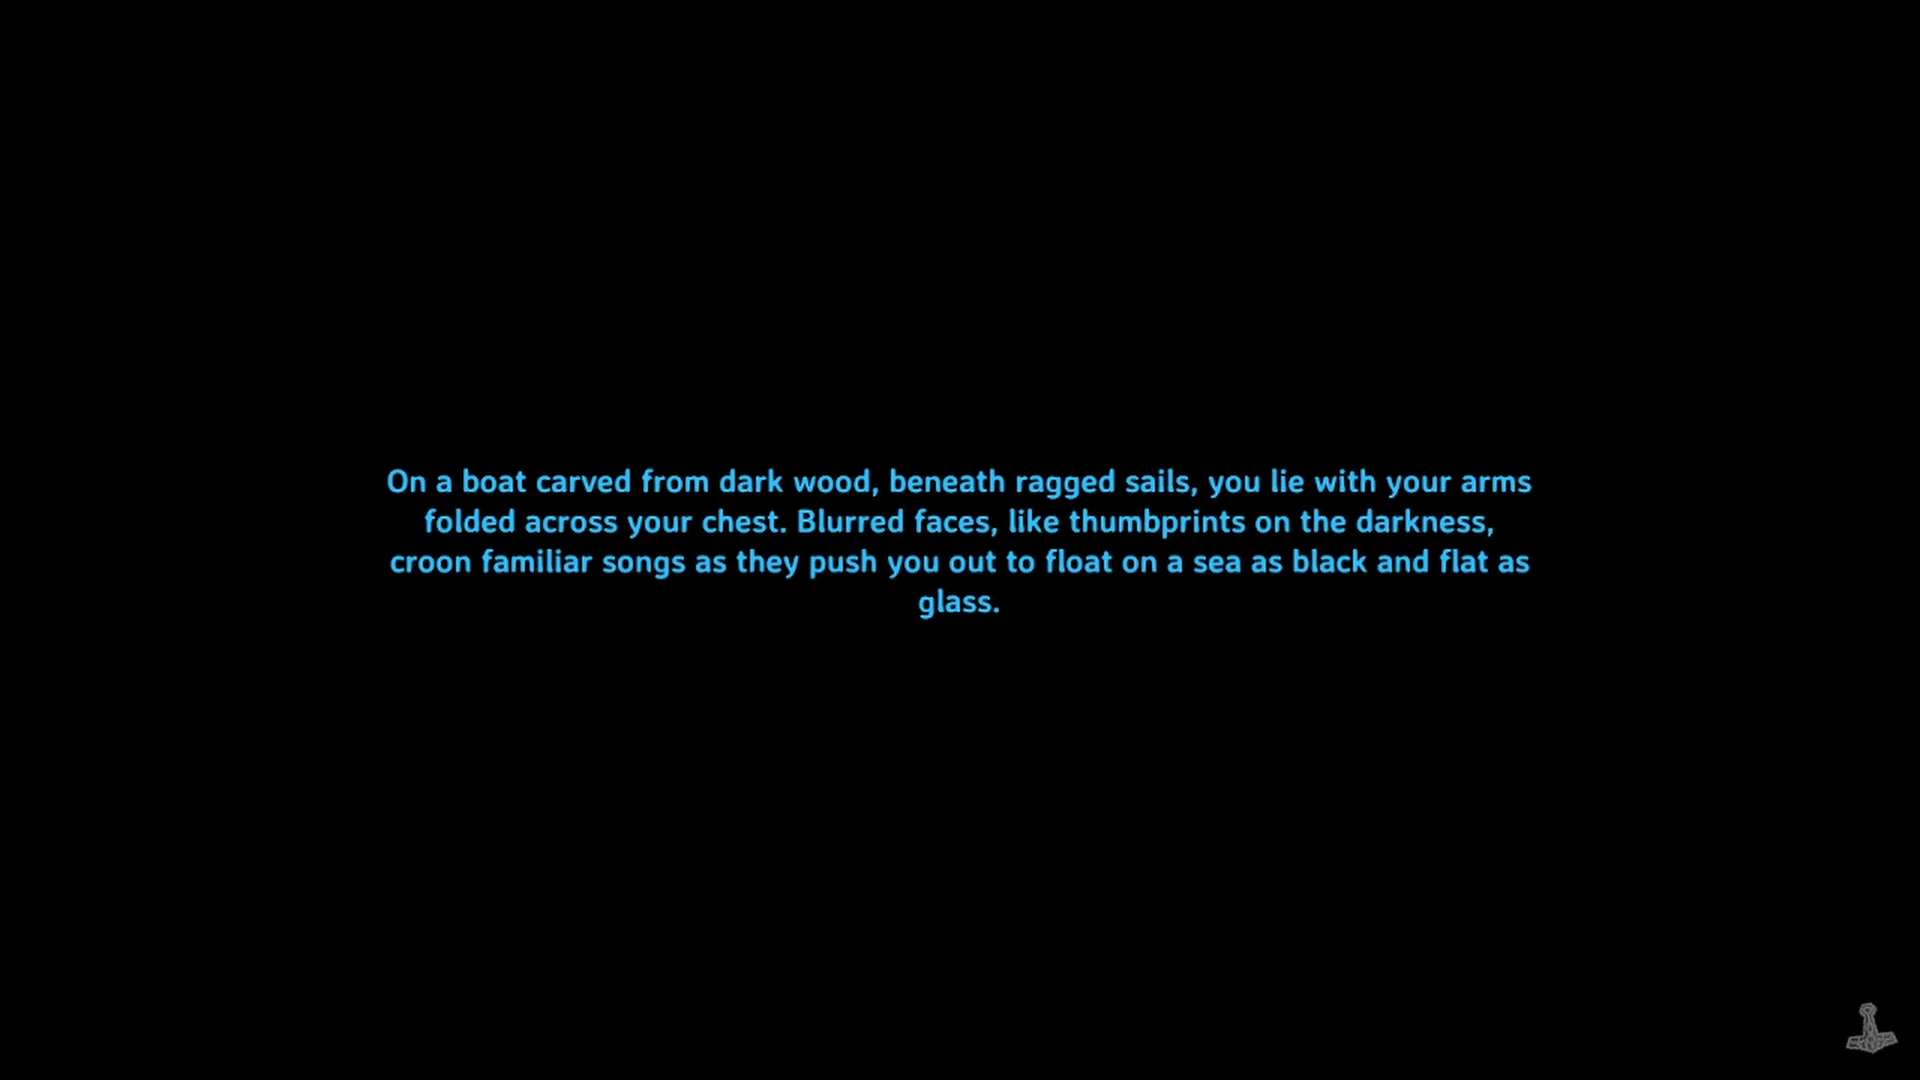 On a boat carved from dark wood, beneath ragged sails, you lie with your arms
folded across your chest. Blurred faces, like thumbprints on the darkness,
croon familiar songs as they push you out to float on a sea as black and flat as
glass.